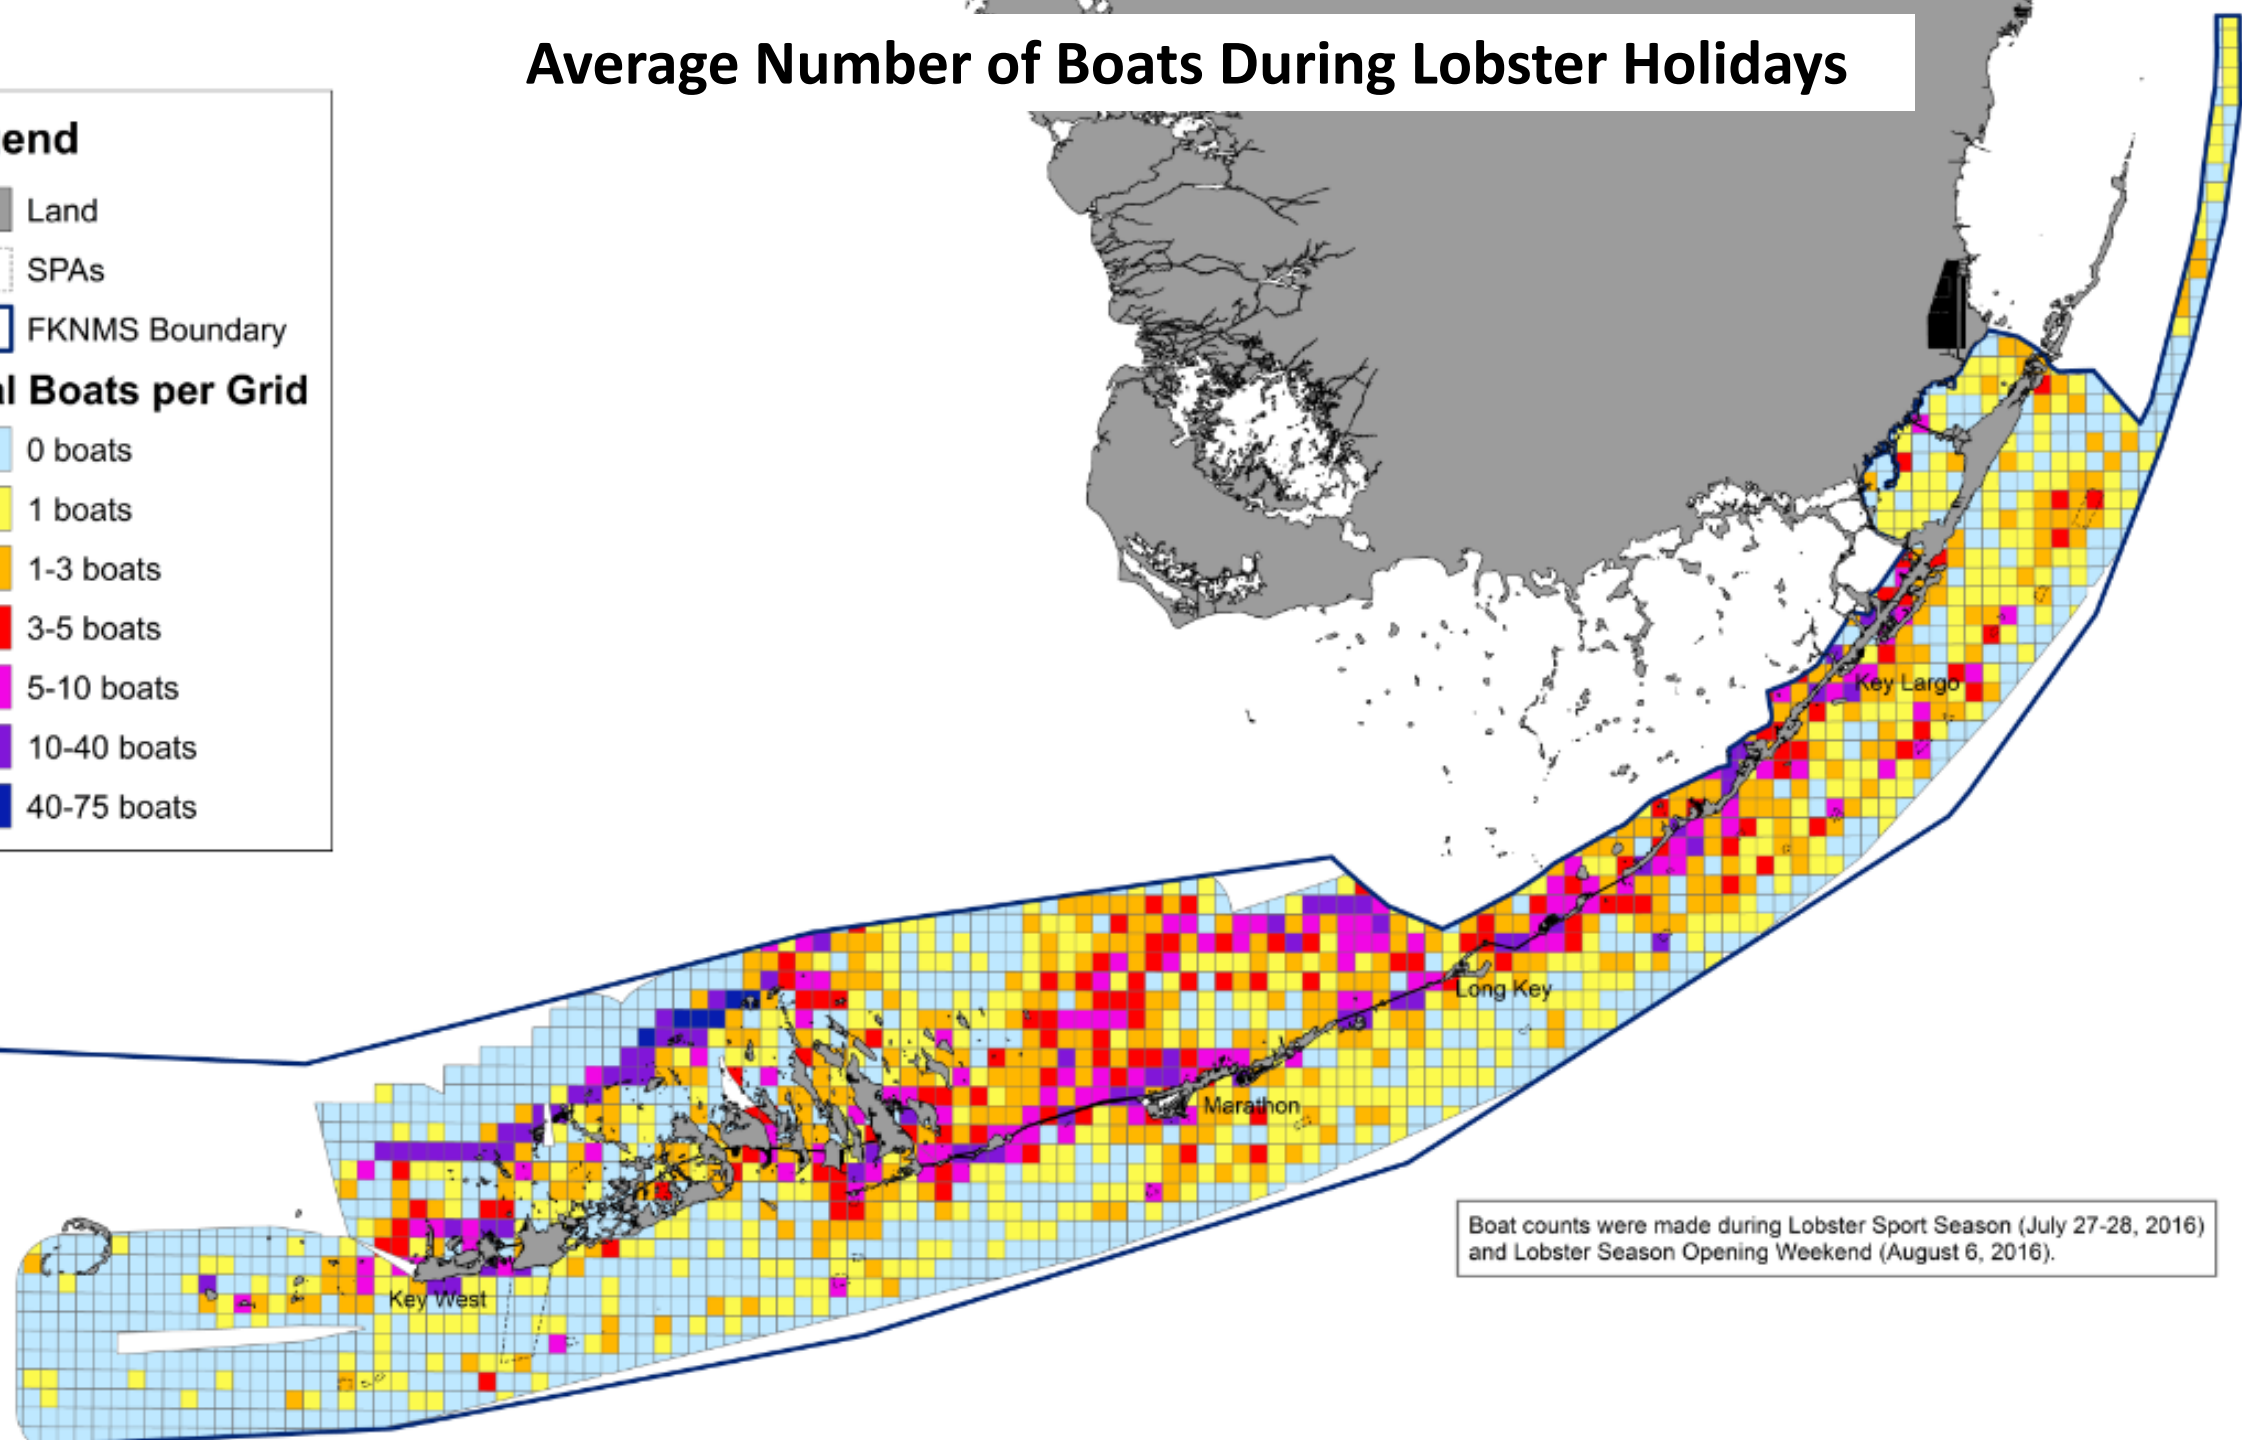 Average Number of Boats During Lobster Holidays
end
Land
SPAs
FKNMS Boundary
l Boats per Grid
0 boats
1 boats
1-3 boats
3-5 boats
5-10 boats
10-40 boats
40-75 boats
Key Largo
Long Key
Marathon
Key West
Boat counts were made during Lobster Sport Season (July 27-28, 2016)
and Lobster Season Opening Weekend (August 6, 2016).